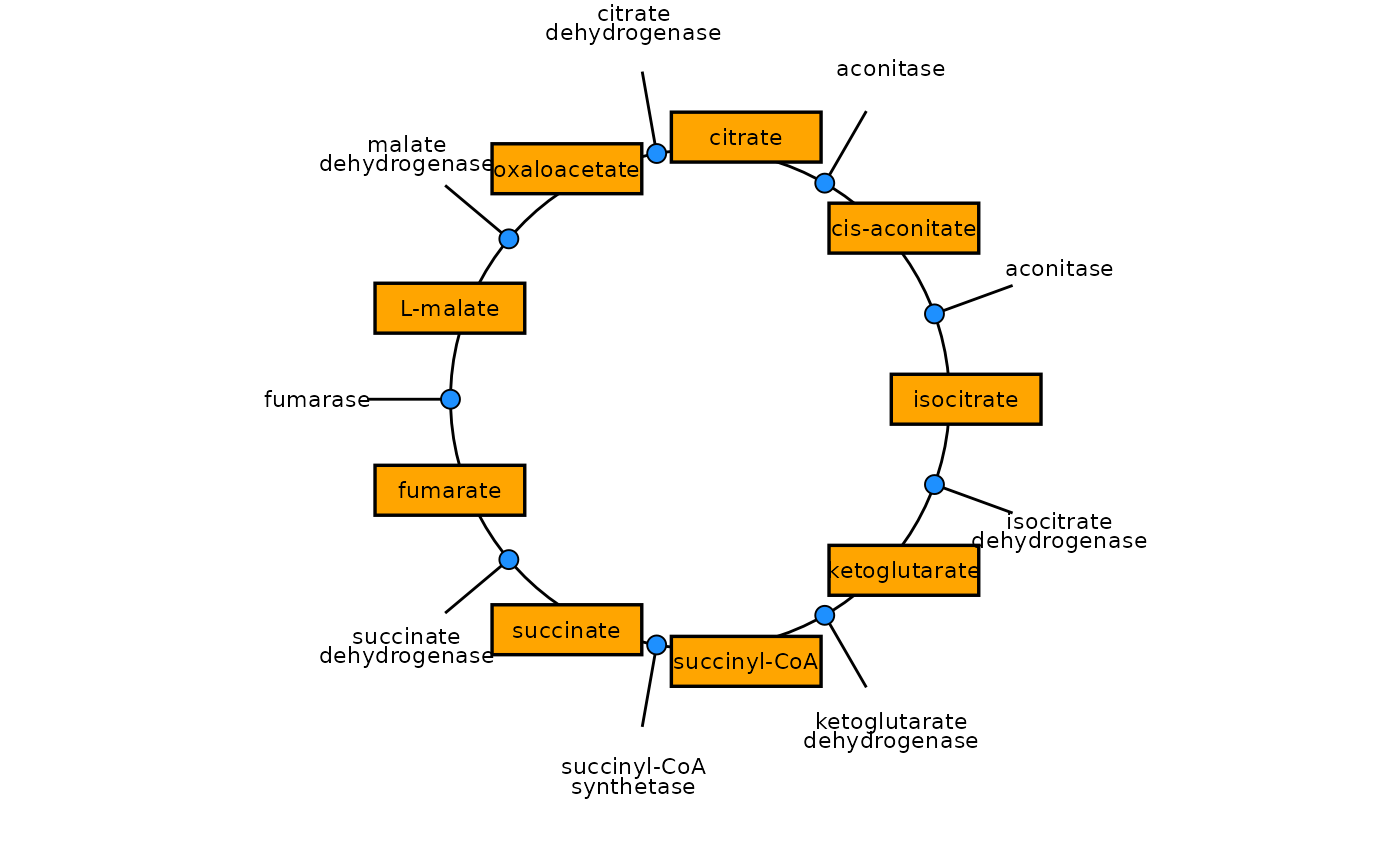 citrate
dehydrogenase
aconitase
citrate
malate
dehydrogenase
oxaloacetate
cis-aconitate
aconitase
L-malate
fumarase
isocitrate
fumarate
isocitrate
dehydrogenase
ketoglutarate
succinate
dehydrogenase
succinate
succinyl-CoA
ketoglutarate
dehydrogenase
succinyl-CoA
synthetase